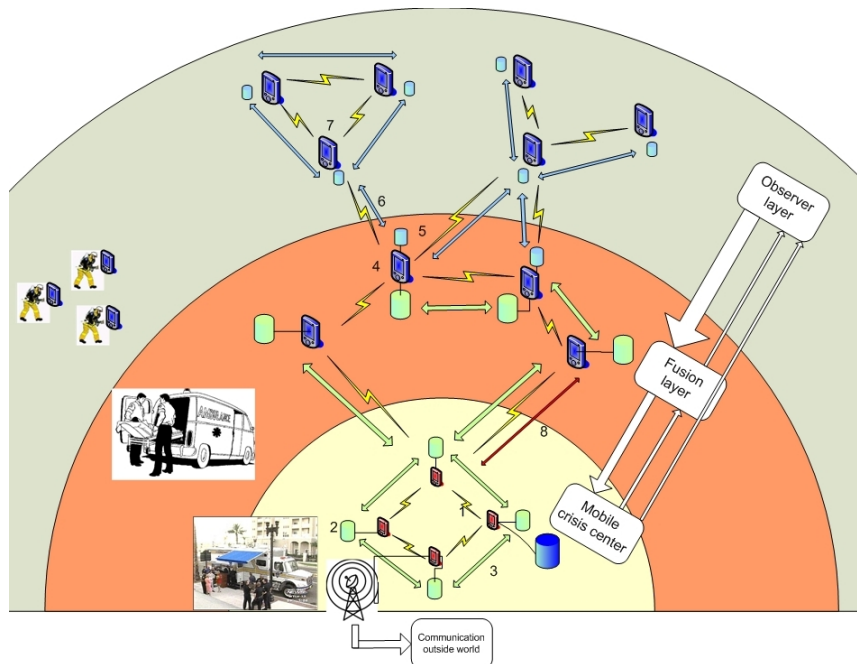 7
6
5
4
Observer
layer
Fusion
layer
8
AMBULANCE
1
2
Mobile
crisis center
3
Communication
outside world